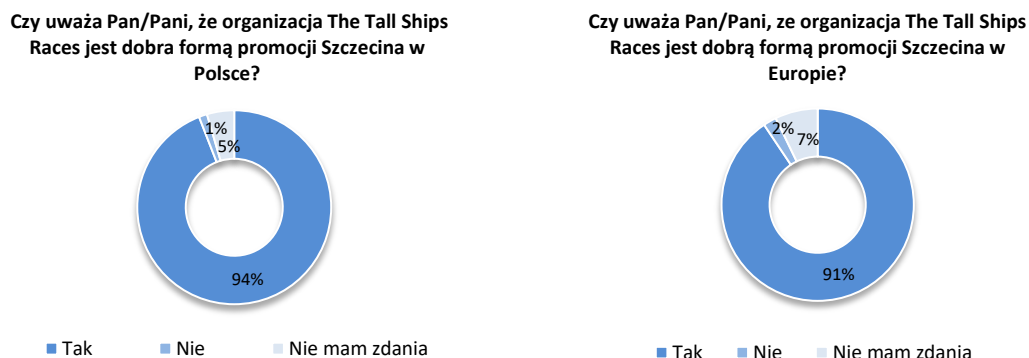 Czy uważa Pan/Pani, że organizacja The Tall Ships
Races jest dobra formą promocji Szczecina w
Polsce?
1%
5%
94%
Tak
Nie
Nie mam zdania
Czy uważa Pan/Pani, ze organizacja The Tall Ships
Races jest dobrą formą promocji Szczecina w
Europie?
2%
7%
91%
Tak
Nie
Nie mam zdania